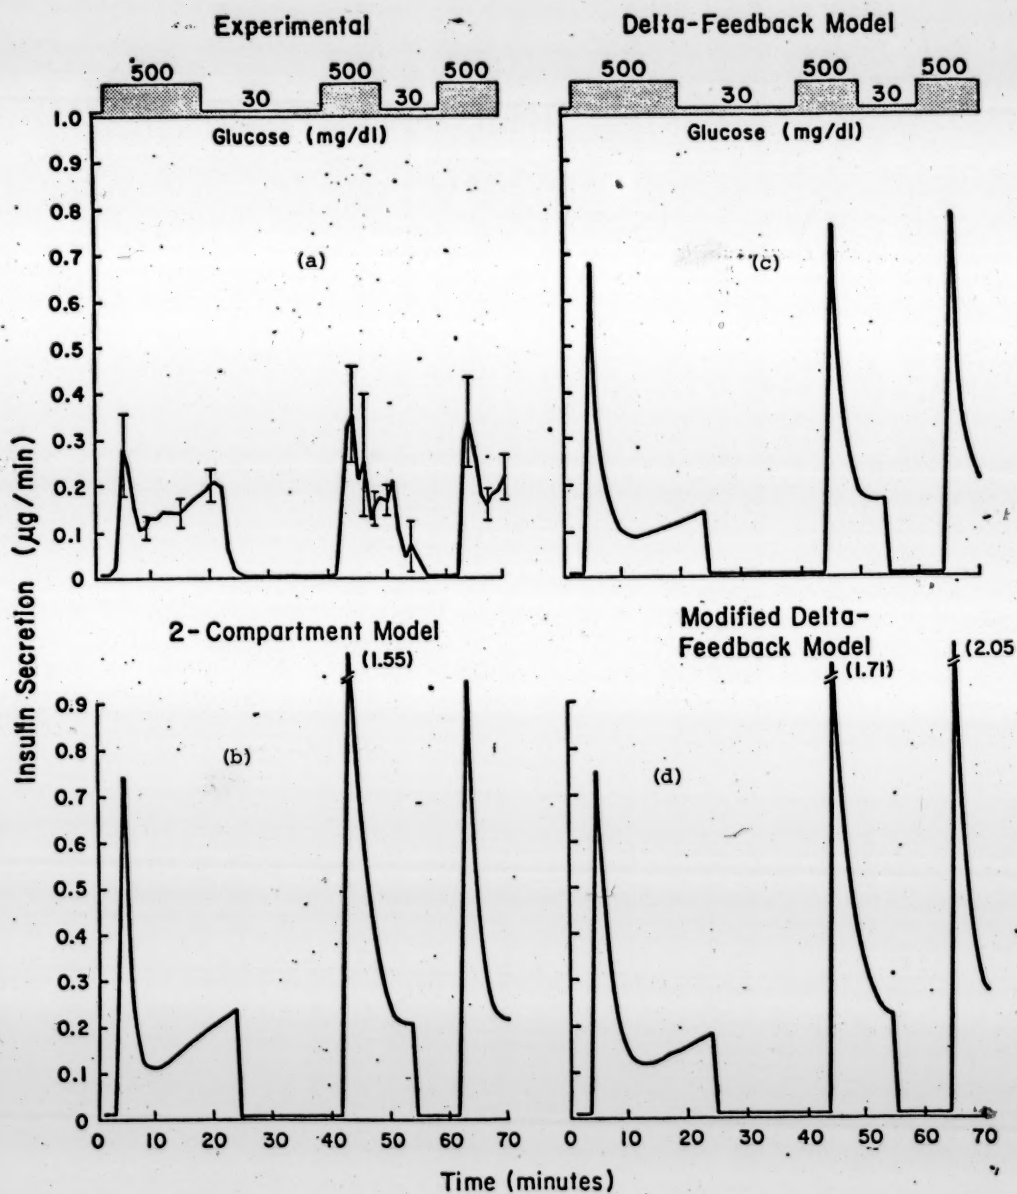 Experimental
Delta-Feedback Model
500
500
500
30
30
Glucose (mg/dl)
500
500
500
30
30
Glucose (mg/dl)
1.0
0.9
0.8
0.7
0.6
0.5
0.4
0.3
0.2
0.1
0
(a)
(c)
Insulin Secretion (µg/min)
2-Compartment Model
Modified Delta-
Feedback Model
(1.55)
(1.71)
(2.05
0.9
0.8
0.7
0.6
0.5
0.4
0.3
0.2
0.1
0
(b)
(d)
0 10 20 30 40 50 60 70
0 10 20 30 40 50 60 70
Time (minutes)